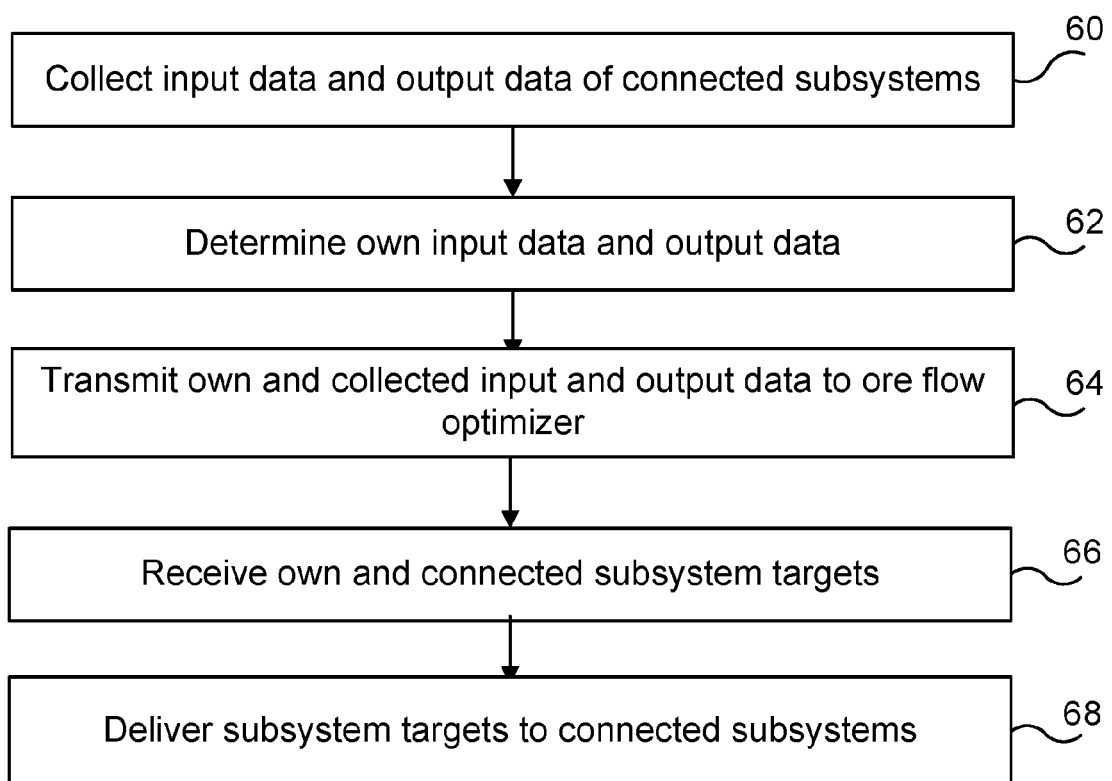 60
Collect input data and output data of connected subsystems
62
Determine own input data and output data
64
Transmit own and collected input and output data to ore flow
optimizer
66
Receive own and connected subsystem targets
68
Deliver subsystem targets to connected subsystems